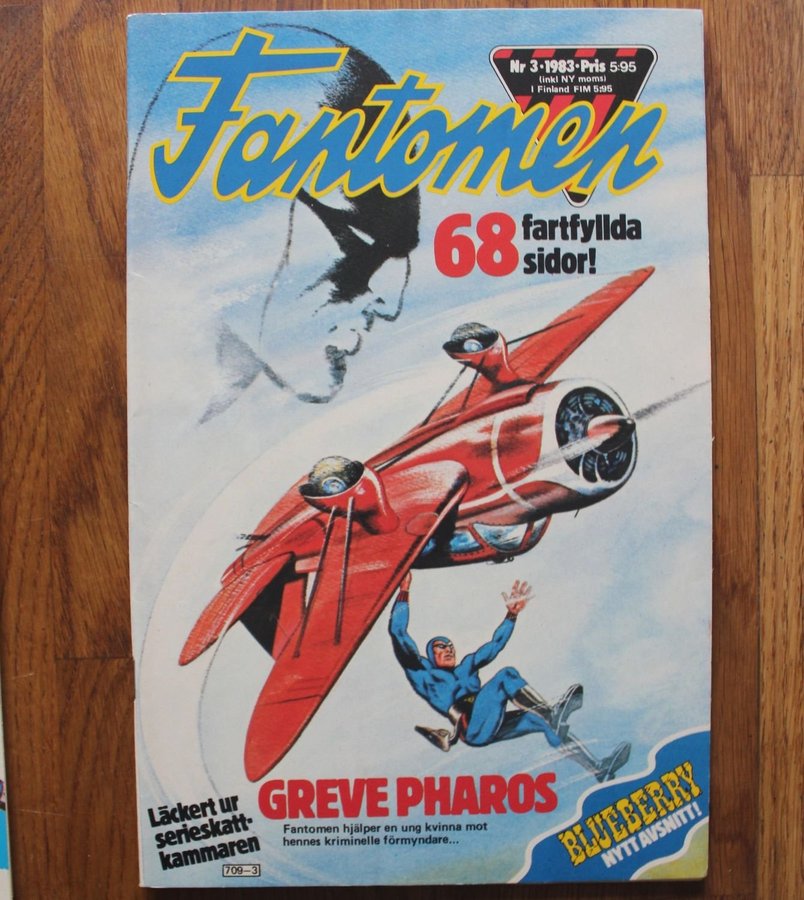 Nr 3•1983•Pris 5-95
(inkl NY moms)
I Finland FIM 5:95
Fantomen
68 fartfyllda
sidor!
GREVE PHAROS
Fantomen hjälper en ung kvinna mot
hennes kriminelle förmyndare...
Läckert ur
serieskatt-
kammaren
709–3
BLUEBERRY
NYTT AVSNITT!